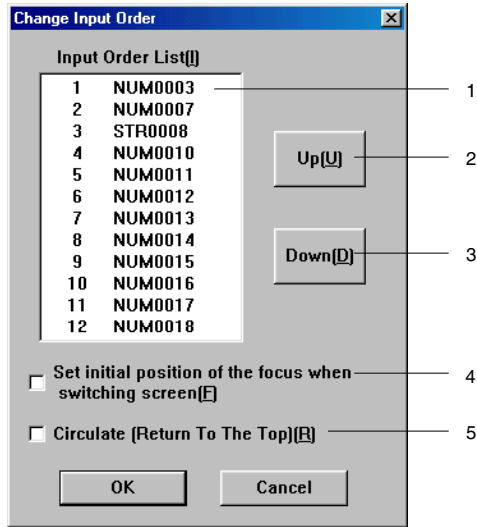 Change Input Order
Input Order List(I)
1 NUM0003
2 NUM0007
3 STR0008
4 NUM0010
5 NUM0011
6 NUM0012
7 NUM0013
8 NUM0014
9 NUM0015
10 NUM0016
11 NUM0017
12 NUM0018
1
Up(U)
2
Down(D)
3
Set initial position of the focus when
switching screen(F)
4
Circulate (Return To The Top)(R)
5
OK
Cancel